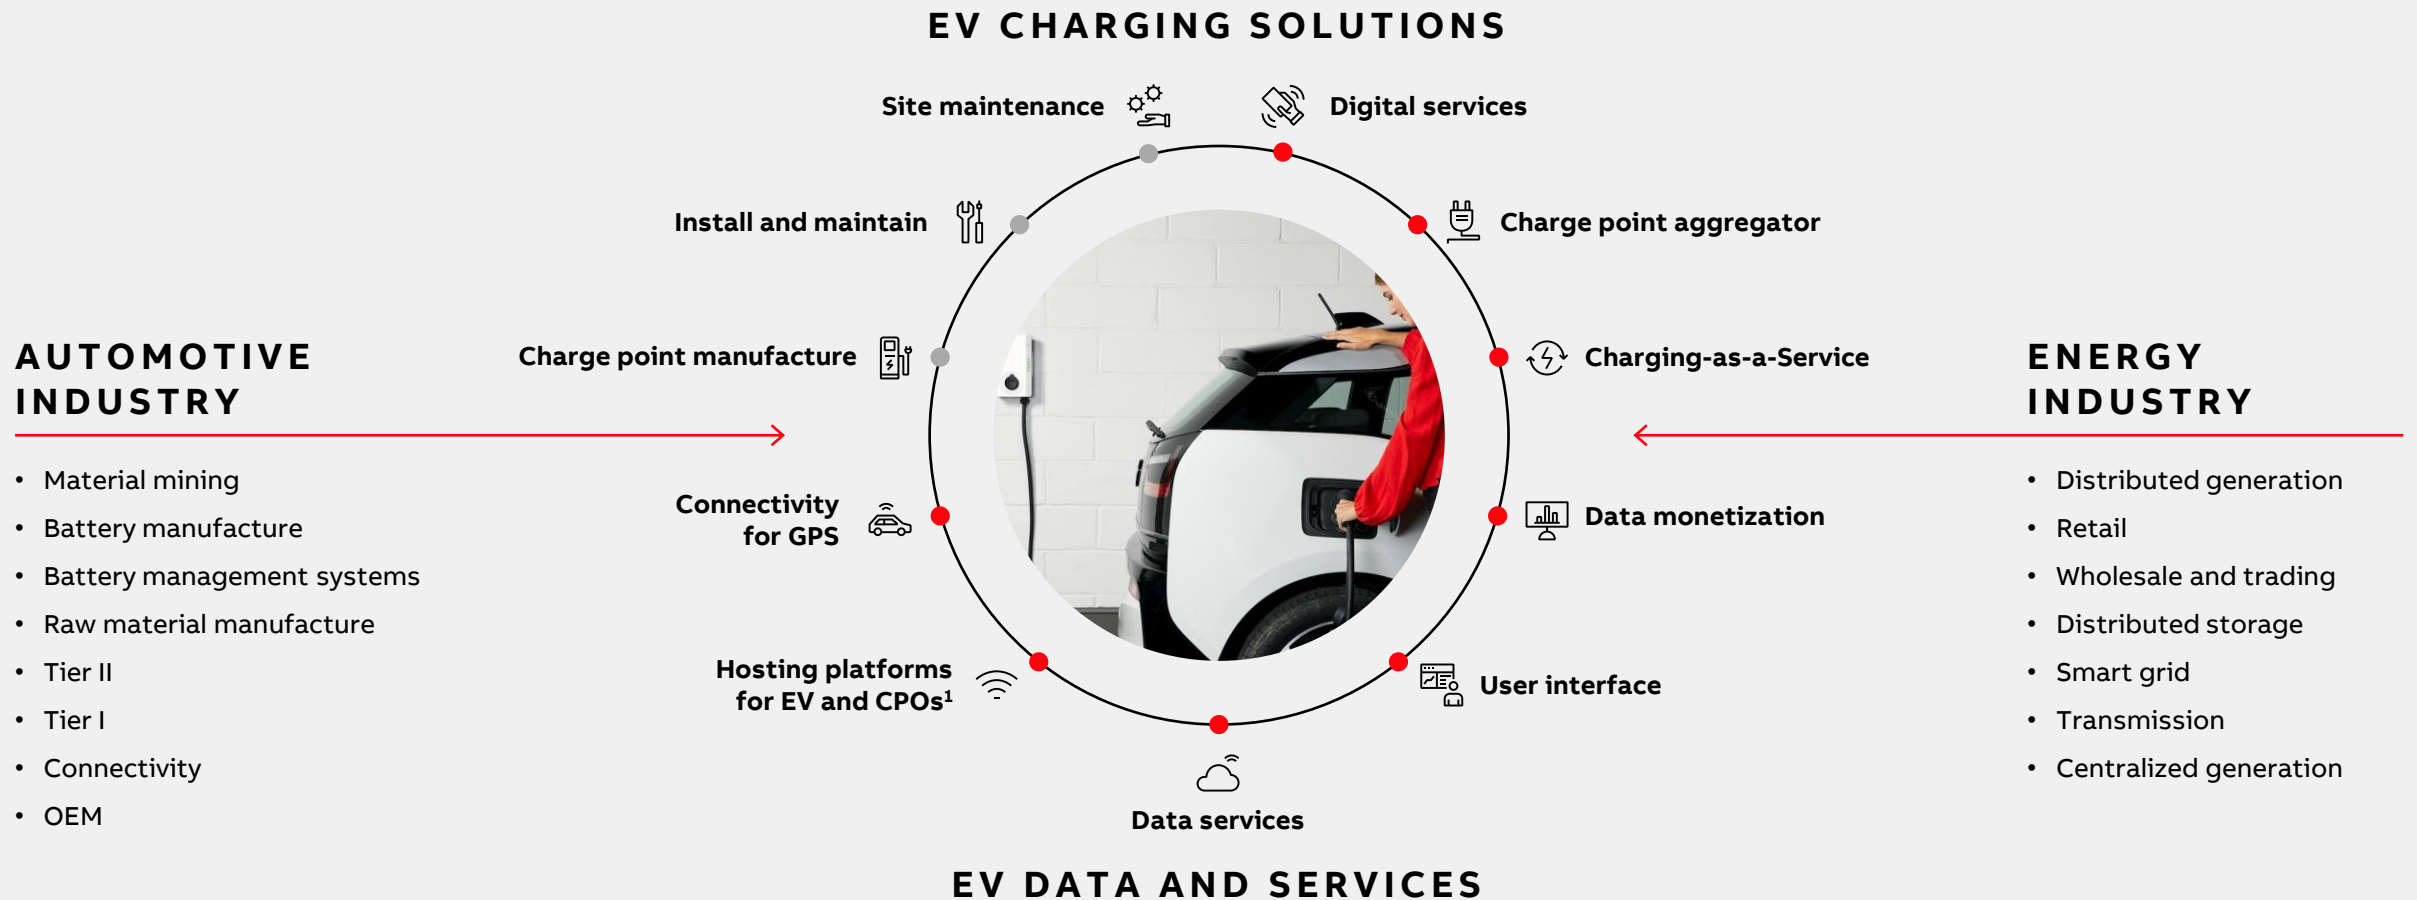 EV CHARGING SOLUTIONS
Site maintenance
Digital services
Install and maintain
Charge point aggregator
Charge point manufacture
Charging-as-a-Service
AUTOMOTIVE
INDUSTRY
• Material mining
• Battery manufacture
• Battery management systems
• Raw material manufacture
• Tier II
• Tier I
• Connectivity
• OEM
Connectivity
for GPS
Data monetization
Hosting platforms
for EV and CPOs¹
User interface
Data services
ENERGY
INDUSTRY
• Distributed generation
• Retail
• Wholesale and trading
• Distributed storage
• Smart grid
• Transmission
• Centralized generation
EV DATA AND SERVICES